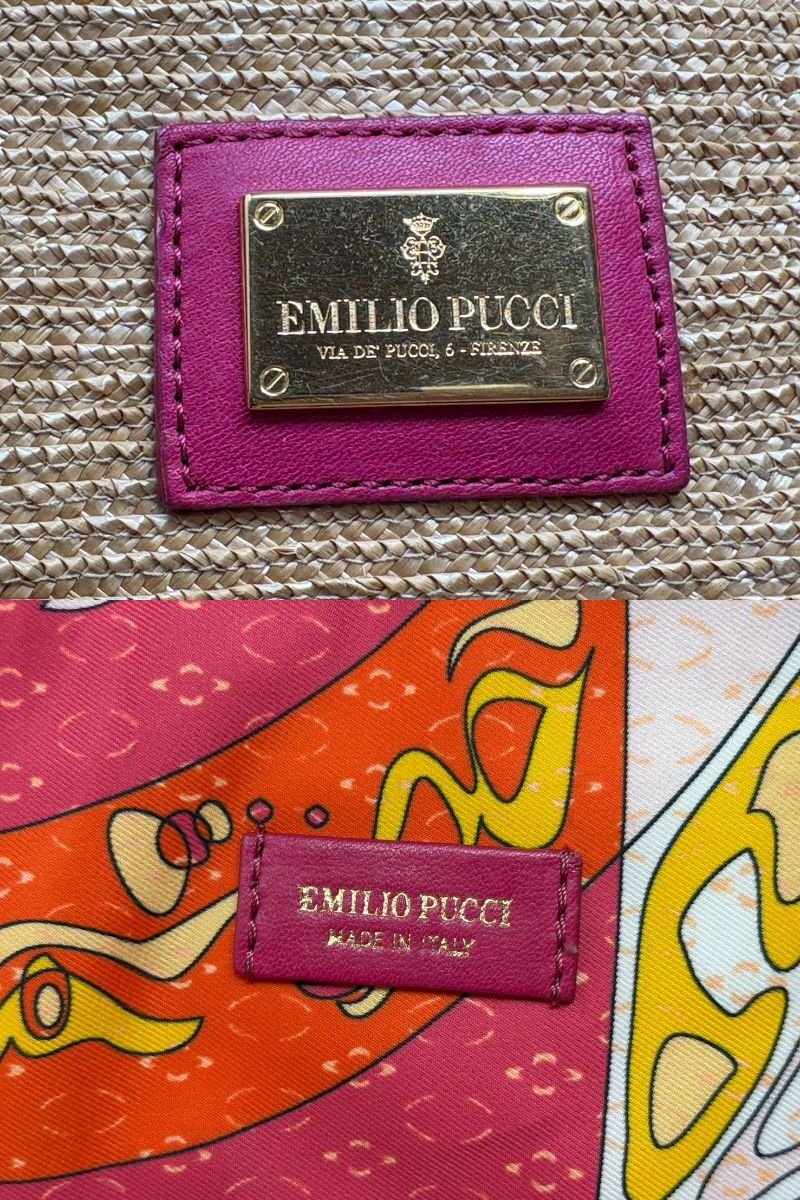 EMILIO PUCCI
VIA DE' PUCCI, 6 - FIRENZE
EMILIO PUCCI
MADE IN ITALY